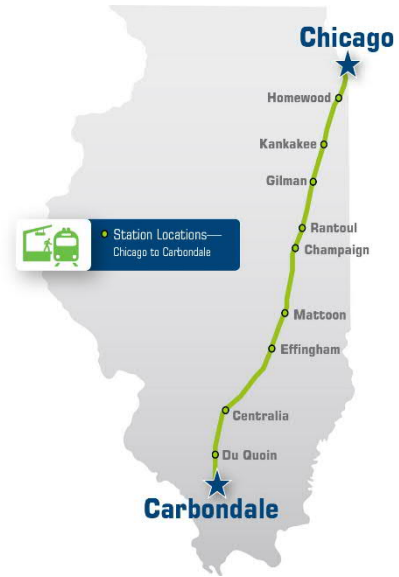 Chicago
Homewood
Kankakee
Gilman
Rantoul
Station Locations—
Chicago to Carbondale
Champaign
Mattoon
Effingham
Centralia
Du Quoin
Carbondale